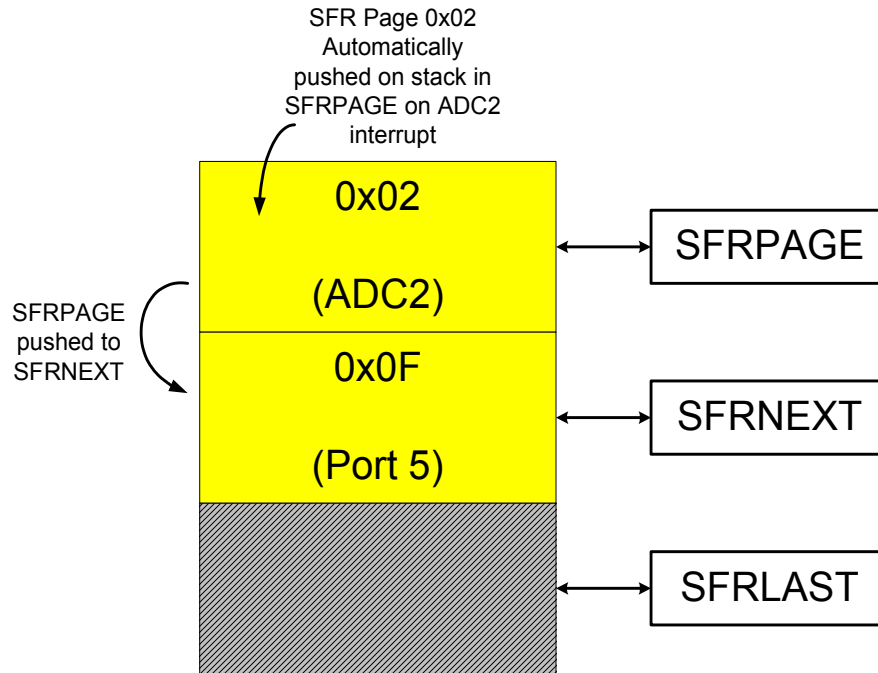 SFR Page 0x02
Automatically
pushed on stack in
SFRPAGE on ADC2
interrupt
0x02
(ADC2)
SFRPAGE
SFRPAGE
pushed to
SFRNEXT
0x0F
(Port 5)
SFRNEXT
SFRLAST